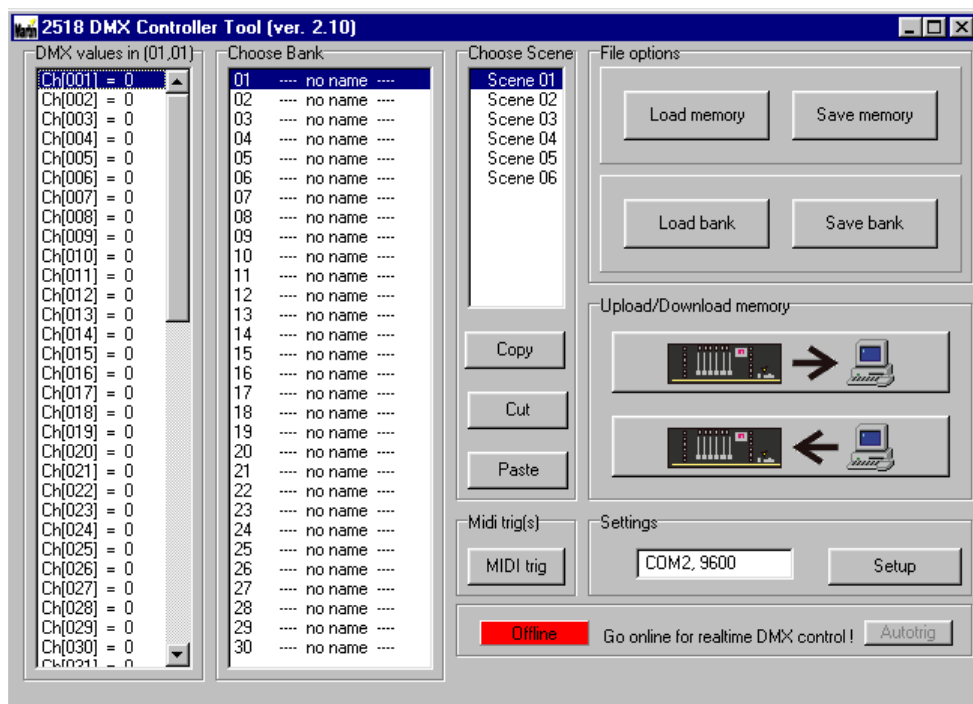 Martin 2518 DMX Controller Tool (ver. 2.10)
DMX values in (01,01)
Ch[001] = 0
Ch[002] = 0
Ch[003] = 0
Ch[004] = 0
Ch[005] = 0
Ch[006] = 0
Ch[007] = 0
Ch[008] = 0
Ch[009] = 0
Ch[010] = 0
Ch[011] = 0
Ch[012] = 0
Ch[013] = 0
Ch[014] = 0
Ch[015] = 0
Ch[016] = 0
Ch[017] = 0
Ch[018] = 0
Ch[019] = 0
Ch[020] = 0
Ch[021] = 0
Ch[022] = 0
Ch[023] = 0
Ch[024] = 0
Ch[025] = 0
Ch[026] = 0
Ch[027] = 0
Ch[028] = 0
Ch[029] = 0
Ch[030] = 0
Ch[031] = 0
Choose Bank
01 ---- no name ----
02 ---- no name ----
03 ---- no name ----
04 ---- no name ----
05 ---- no name ----
06 ---- no name ----
07 ---- no name ----
08 ---- no name ----
09 ---- no name ----
10 ---- no name ----
11 ---- no name ----
12 ---- no name ----
13 ---- no name ----
14 ---- no name ----
15 ---- no name ----
16 ---- no name ----
17 ---- no name ----
18 ---- no name ----
19 ---- no name ----
20 ---- no name ----
21 ---- no name ----
22 ---- no name ----
23 ---- no name ----
24 ---- no name ----
25 ---- no name ----
26 ---- no name ----
27 ---- no name ----
28 ---- no name ----
29 ---- no name ----
30 ---- no name ----
Choose Scene
Scene 01
Scene 02
Scene 03
Scene 04
Scene 05
Scene 06
Copy
Cut
Paste
Midi trig(s)
MIDI trig
File options
Load memory
Save memory
Load bank
Save bank
Upload/Download memory
Settings
COM2, 9600
Setup
Offline
Go online for realtime DMX control !
Autotrig